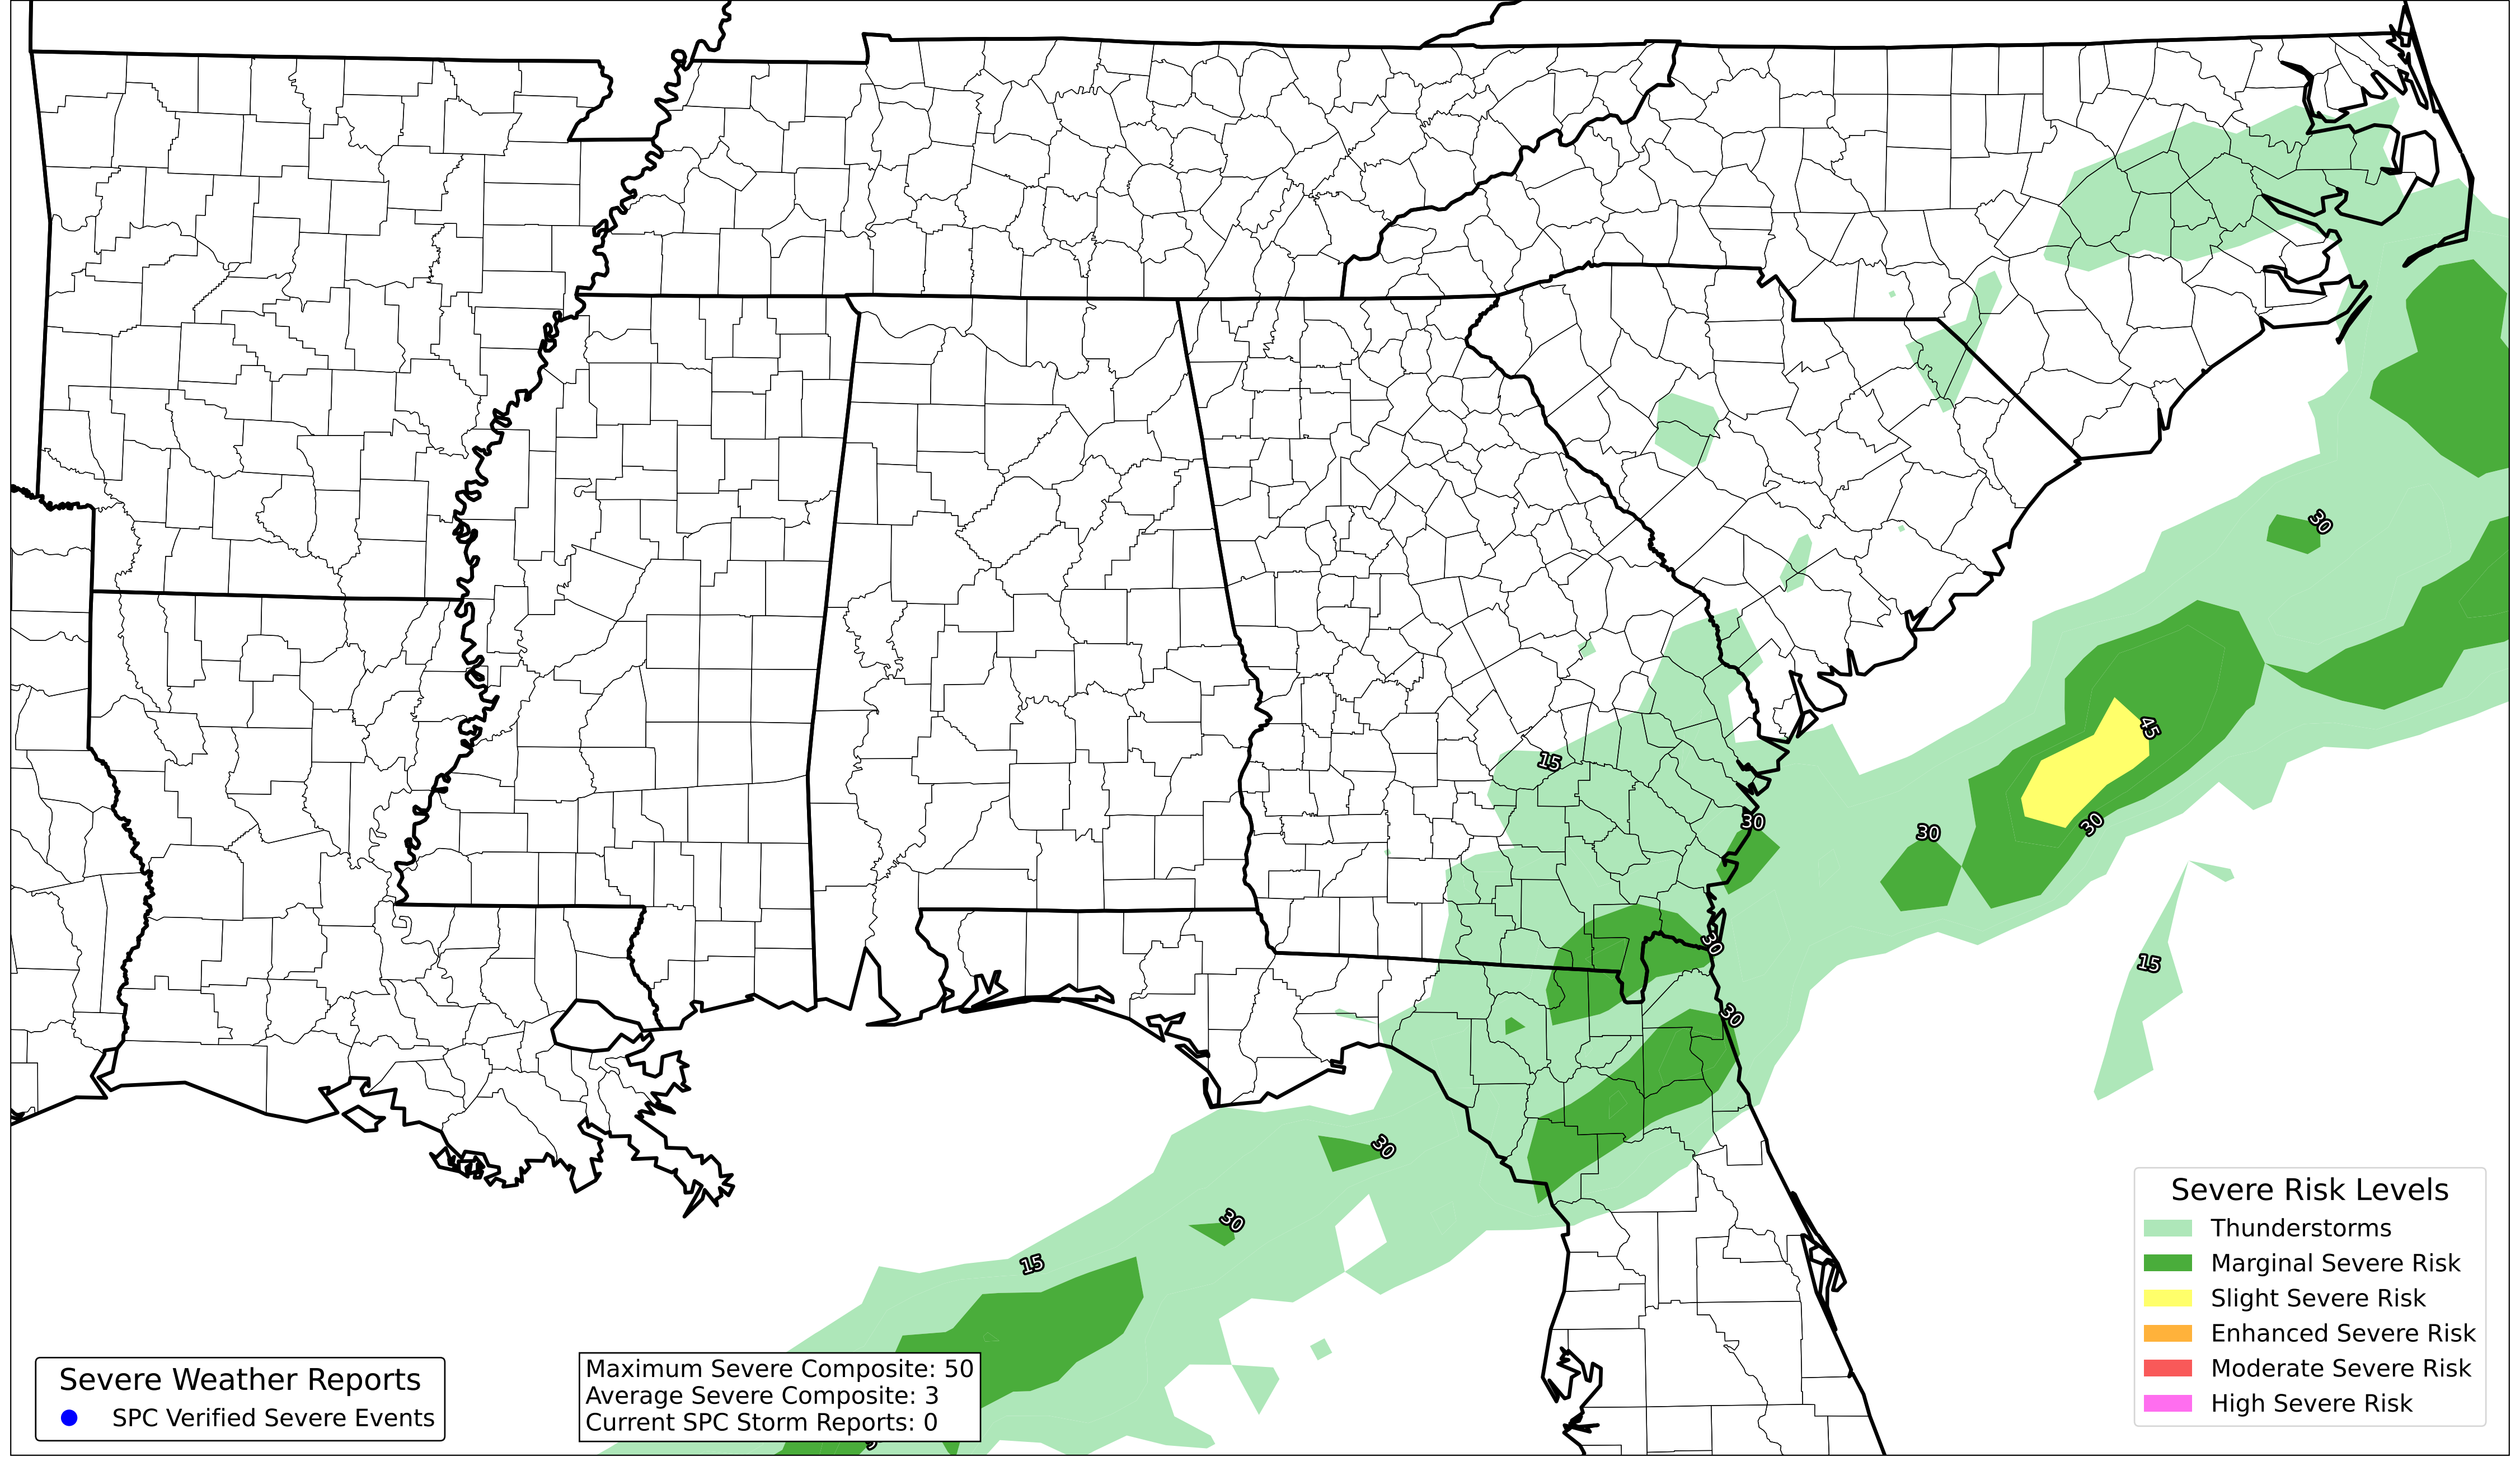 30
45
15
30
30
30
30
15
30
30
30
15
Severe Risk Levels
Thunderstorms
Marginal Severe Risk
Slight Severe Risk
Enhanced Severe Risk
Moderate Severe Risk
High Severe Risk
Severe Weather Reports
SPC Verified Severe Events
Maximum Severe Composite: 50
Average Severe Composite: 3
Current SPC Storm Reports: 0